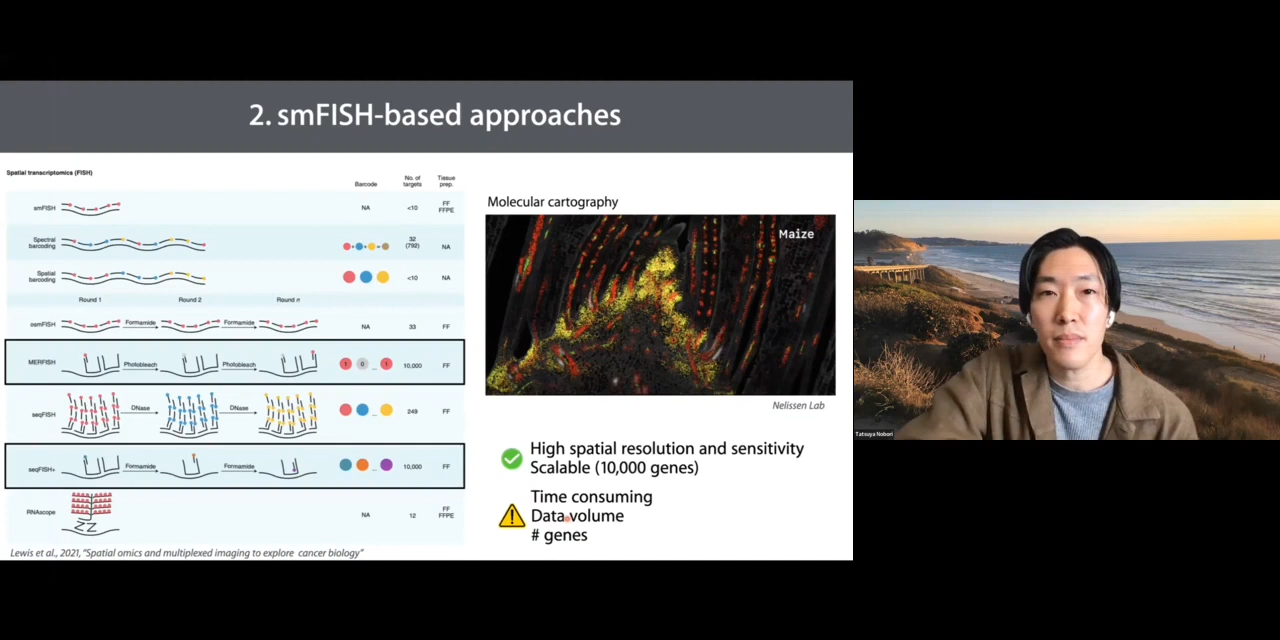 2. smFISH-based approaches
Spatial transcriptomics (FISH)
Barcode
No. of
targets
Tissue
prep.
smFISH
NA
<10
FF
FFPE
Spectral
barcoding
32
(792)
NA
Spatial
barcoding
<10
NA
Round 1
Round 2
Round n
osmFISH
Formamide
Formamide
NA
33
FF
MERFISH
Photobleach
Photobleach
1
0
...
1
10,000
FF
seqFISH
DNase
DNase
...
249
FF
seqFISH+
Formamide
Formamide
...
10,000
FF
RNAscope
NA
12
FF
FFPE
Lewis et al., 2021, “Spatial omics and multiplexed imaging to explore cancer biology”
Molecular cartography
Maize
Nelissen Lab
High spatial resolution and sensitivity
Scalable (10,000 genes)
Time consuming
Data volume
# genes
Tatsuya Nobori